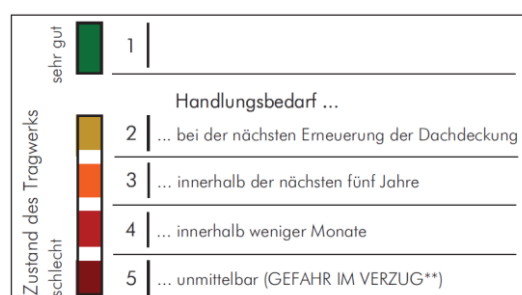 sehr gut
1
Handlungsbedarf ...
2 ... bei der nächsten Erneuerung der Dachdeckung
3 ... innerhalb der nächsten fünf Jahre
4 ... innerhalb weniger Monate
5 ... unmittelbar (GEFAHR IM VERZUG**)
Zustand des Tragwerks
schlecht